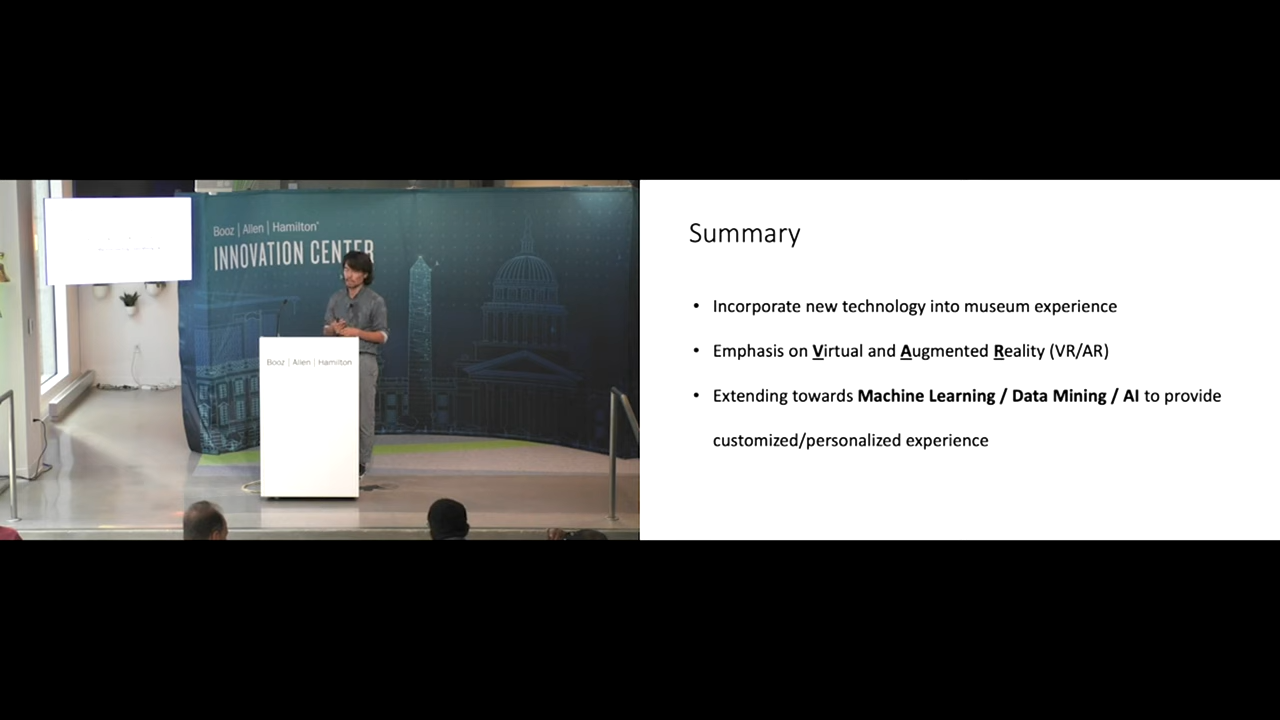 Booz | Allen | Hamilton
INNOVATION CENTER
Booz | Allen | Hamilton
Summary
• Incorporate new technology into museum experience
• Emphasis on Virtual and Augmented Reality (VR/AR)
• Extending towards Machine Learning / Data Mining / AI to provide
customized/personalized experience